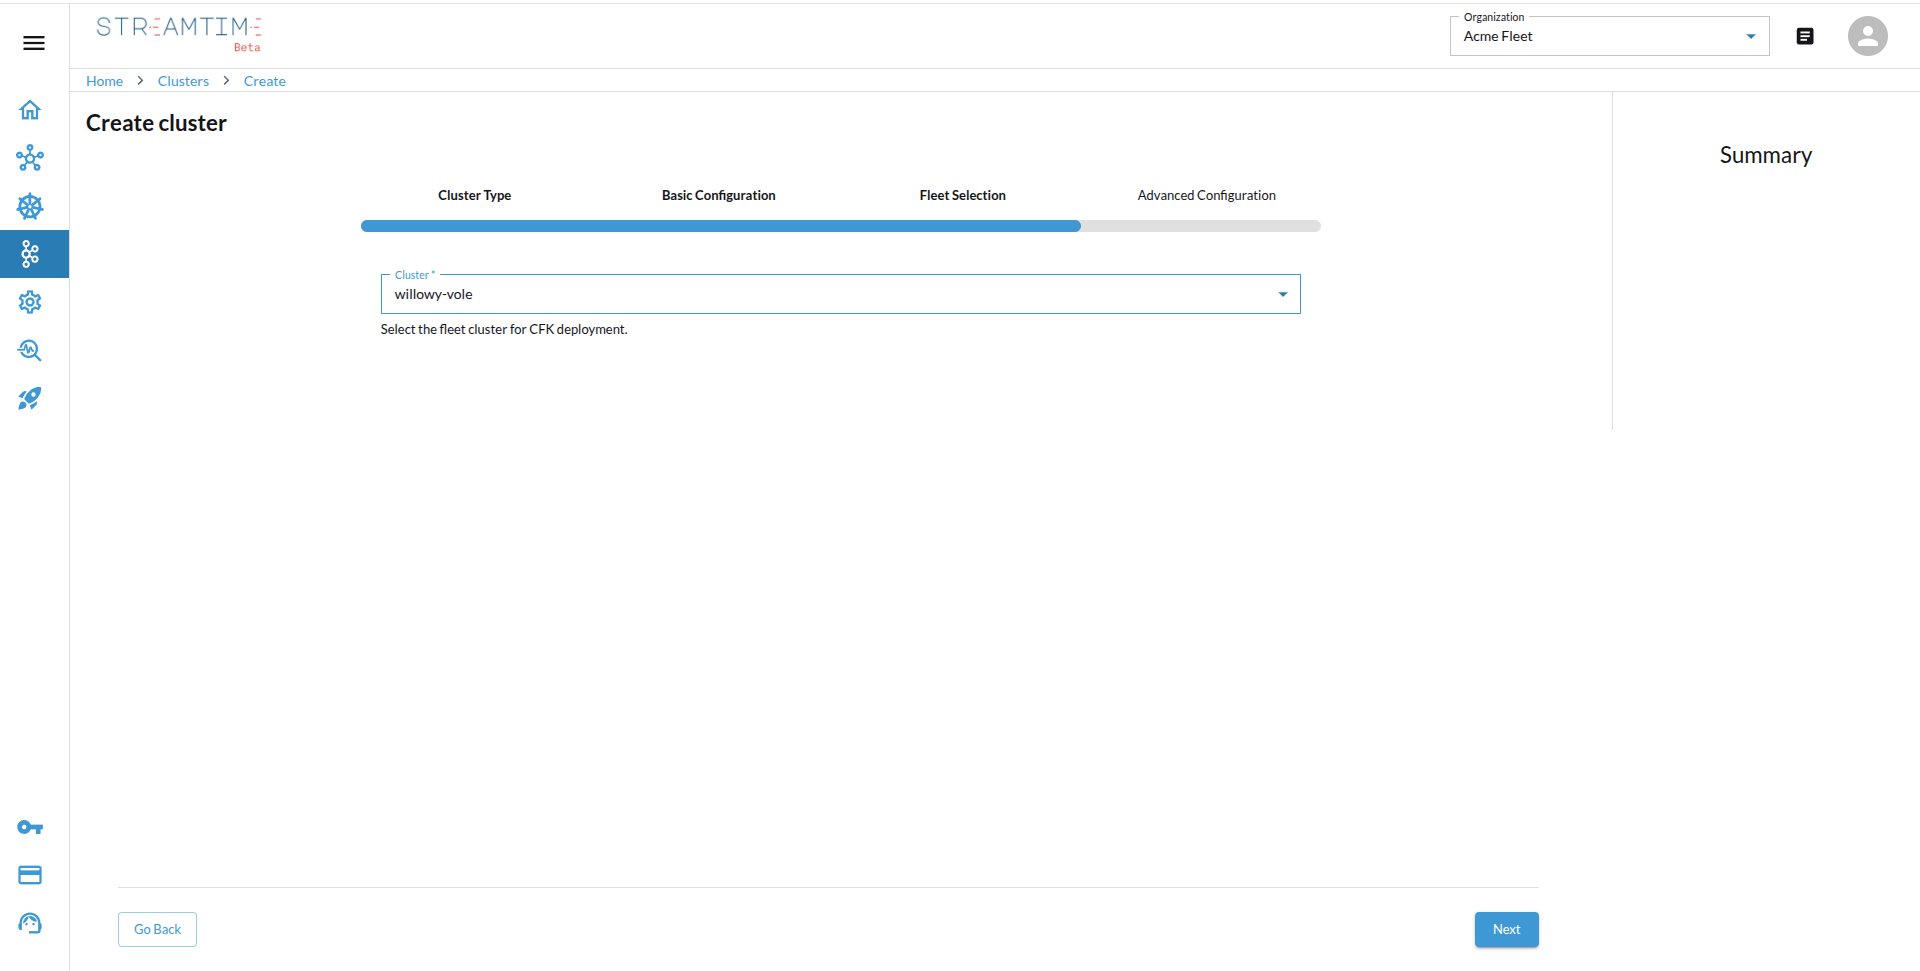 STREAMTIME
Beta
Organization
Acme Fleet
Home > Clusters > Create
Create cluster
Summary
Cluster Type Basic Configuration Fleet Selection Advanced Configuration
Cluster *
willowy-vole
Select the fleet cluster for CFK deployment.
Go Back Next